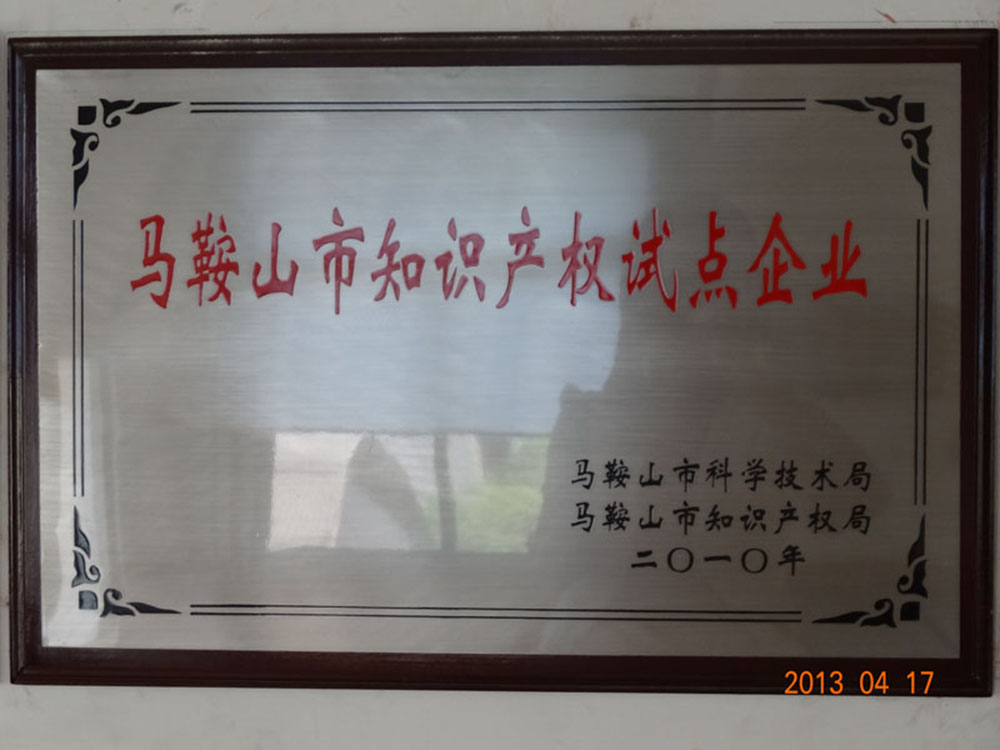 马鞍山市知识产权试点企业
马鞍山市科学技术局
马鞍山市知识产权局
二〇一〇年
2013 04 17